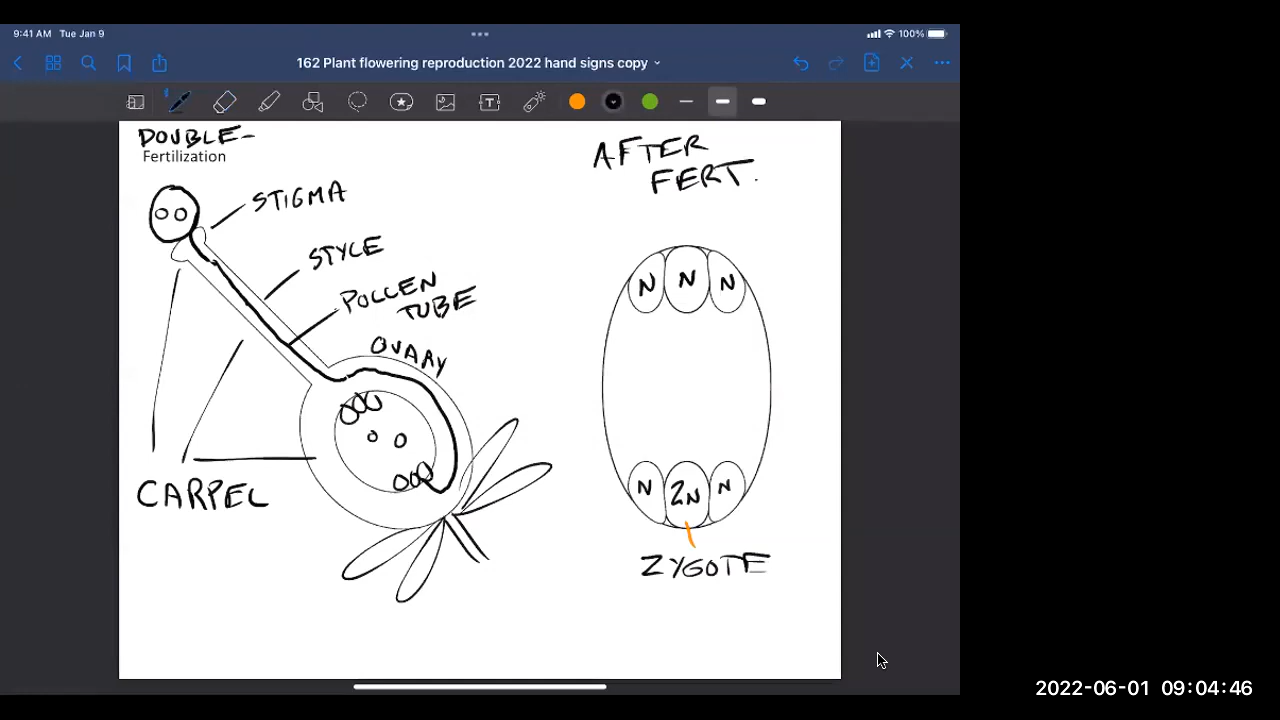 9:41 AM Tue Jan 9
100%
162 Plant flowering reproduction 2022 hand signs copy
DOUBLE-
Fertilization
AFTER
FERT.
STIGMA
STYLE
POLLEN
TUBE
OVARY
CARPEL
N N N
N 2N N
ZYGOTE
2022-06-01 09:04:46